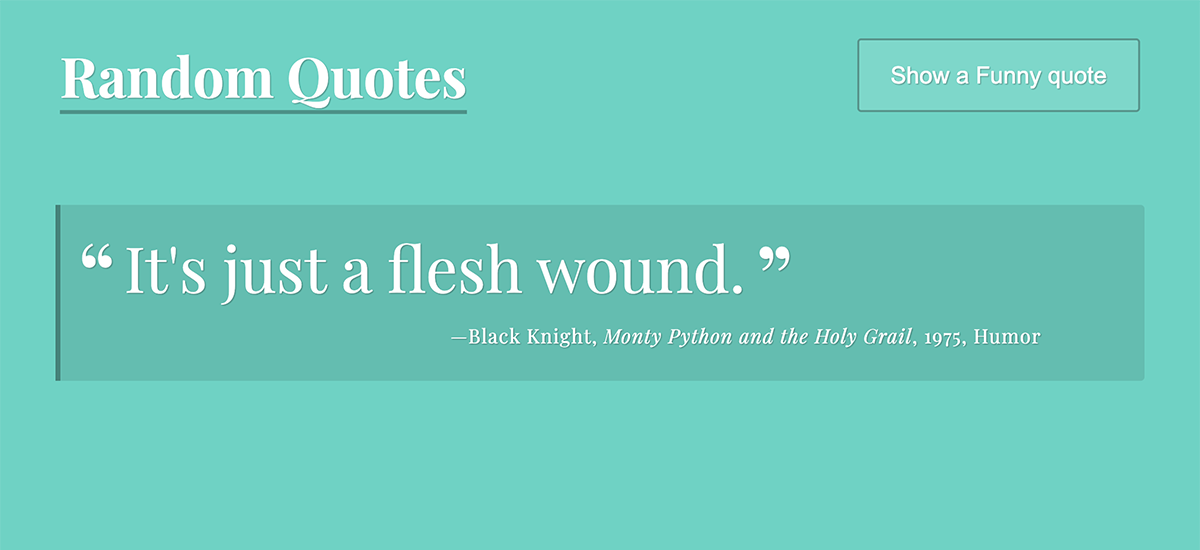 Random Quotes
Show a Funny quote
“ It's just a flesh wound. ”
—Black Knight, Monty Python and the Holy Grail, 1975, Humor